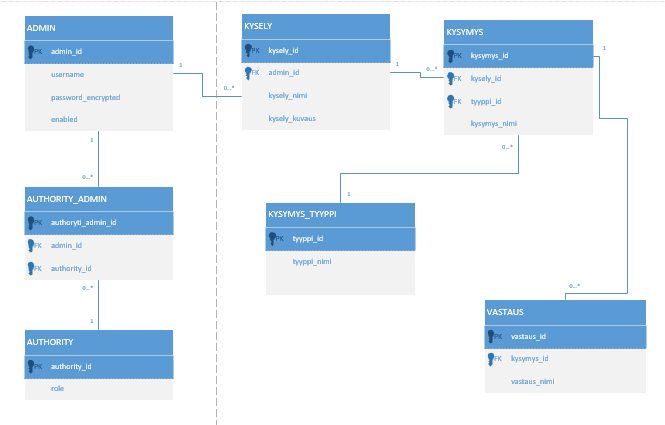 ADMIN
PK admin_id
username
password_encrypted
enabled
1
0...*
1
0...*
AUTHORITY_ADMIN
PK authoryti_admin_id
FK admin_id
FK authority_id
0...*
1
AUTHORITY
PK authority_id
role
KYSELY
PK kysely_id
FK admin_id
kysely_nimi
kysely_kuvaus
1
0...*
KYSYMYS
PK kysymys_id
FK kysely_id
FK tyyppi_id
kysymys_nimi
1
0...*
1
KYSYMYS_TYYPPI
PK tyyppi_id
tyyppi_nimi
0...*
VASTAUS
PK vastaus_id
FK kysymys_id
vastaus_nimi